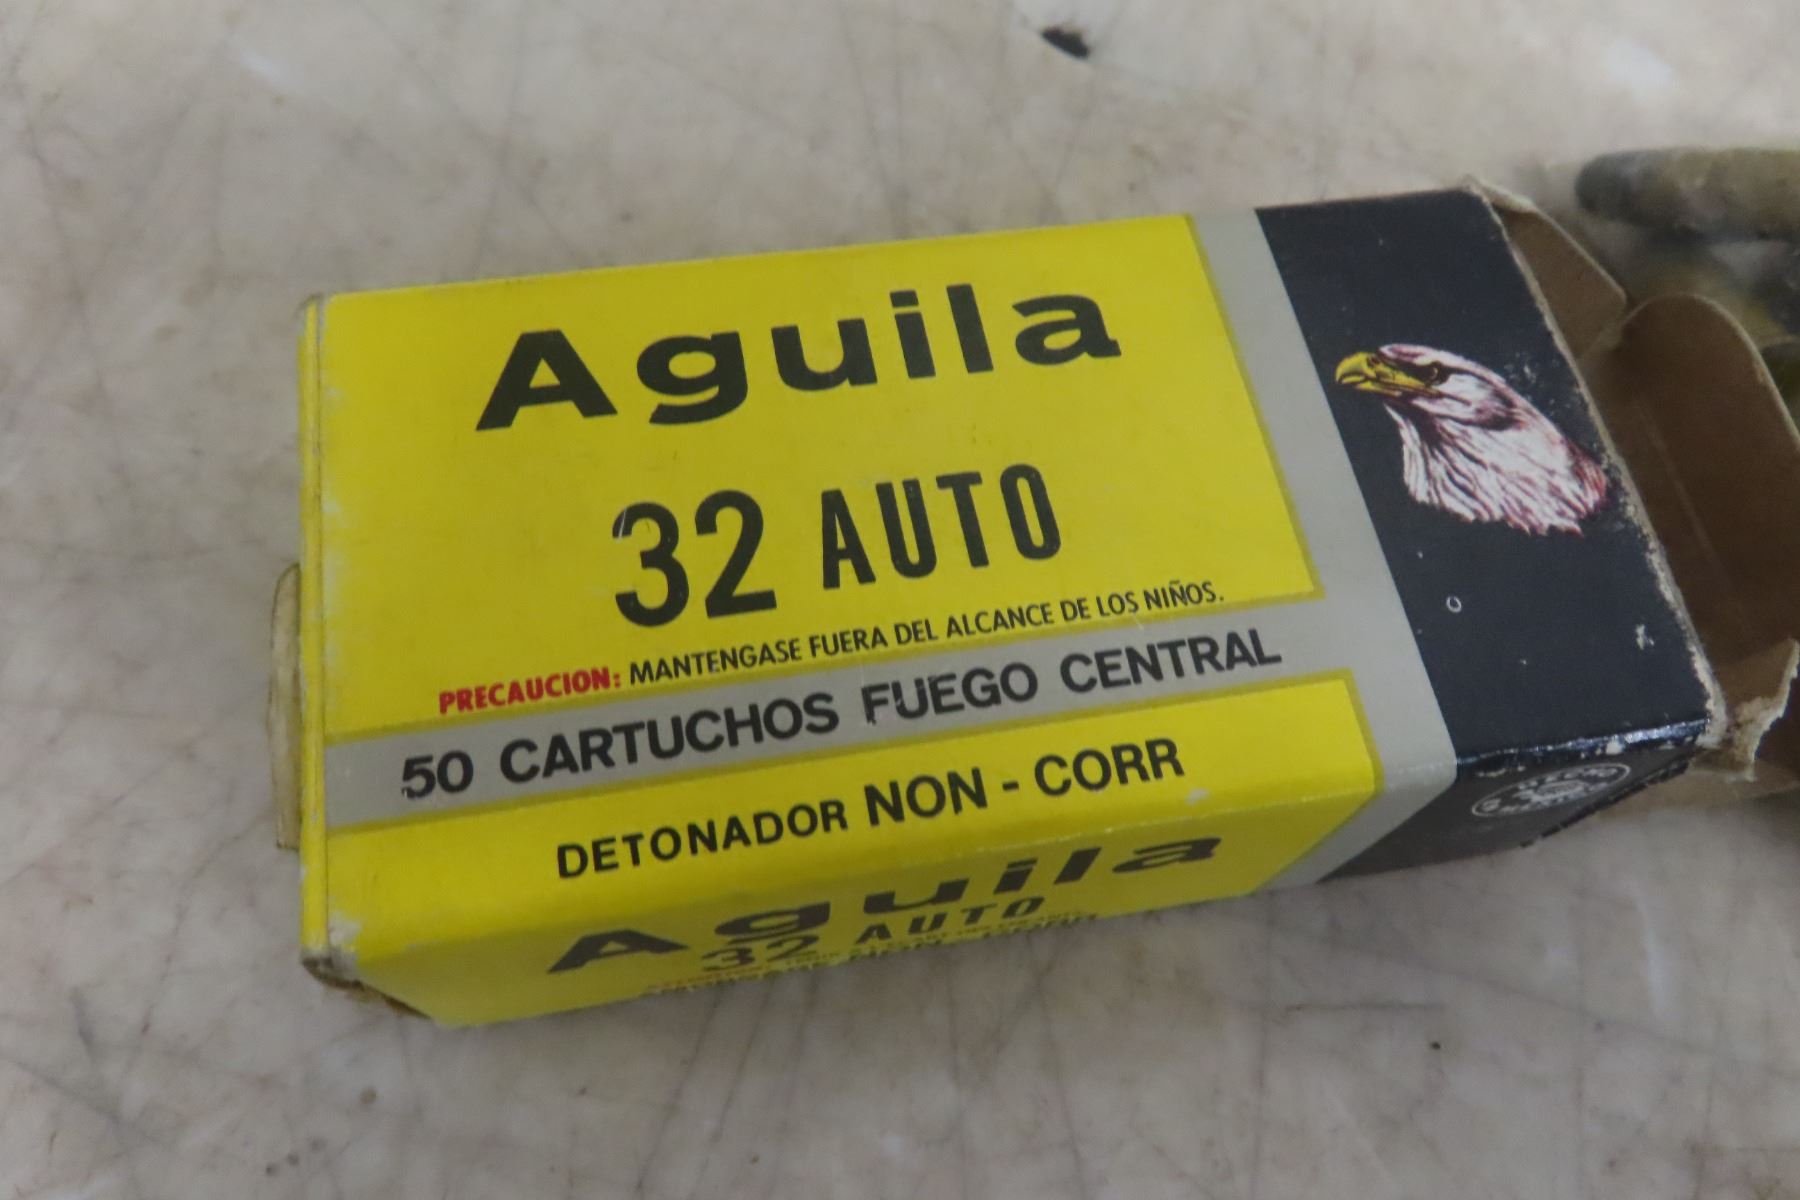 Aguila
32 AUTO
PRECAUCION: MANTENGASE FUERA DEL ALCANCE DE LOS NIÑOS.
50 CARTUCHOS FUEGO CENTRAL
DETONADOR NON - CORR
Aguila
32 AUTO